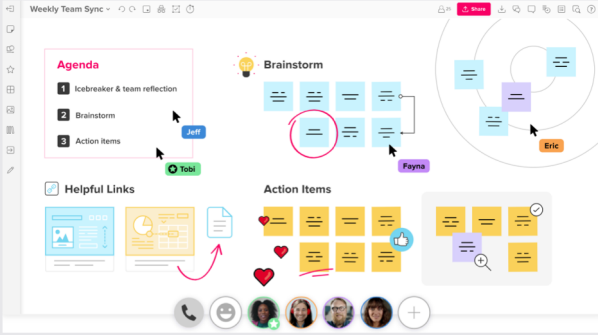 Weekly Team Sync
Share
Agenda
1 Icebreaker & team reflection
2 Brainstorm
3 Action items
Jeff
Tobi
Brainstorm
Fayna
Eric
Helpful Links
Action Items